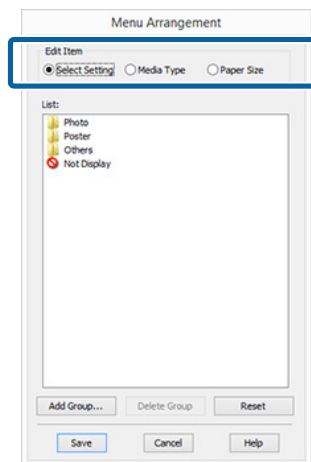 Menu Arrangement
Edit Item
Select Setting Media Type Paper Size
List:
Photo
Poster
Others
Not Display
Add Group... Delete Group Reset
Save Cancel Help